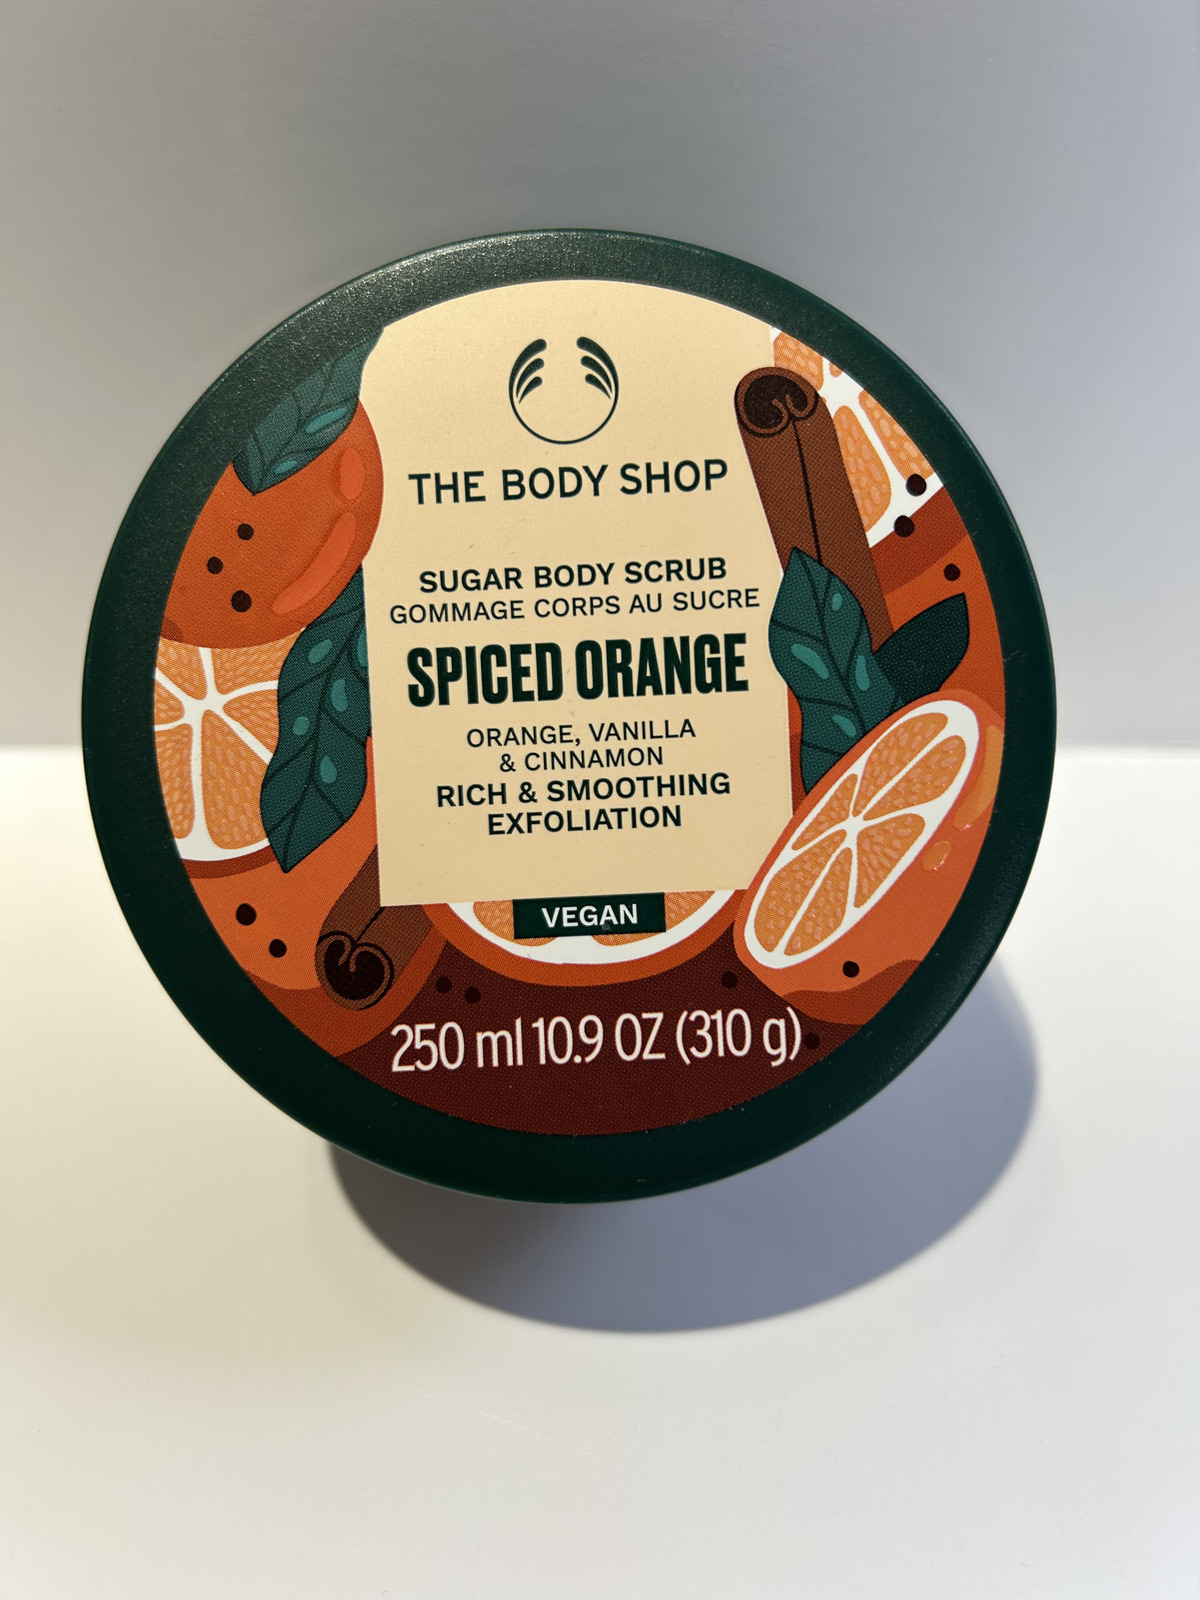 THE BODY SHOP
SUGAR BODY SCRUB
GOMMAGE CORPS AU SUCRE
SPICED ORANGE
ORANGE, VANILLA
& CINNAMON
RICH & SMOOTHING
EXFOLIATION
VEGAN
250 ml 10.9 OZ (310 g)